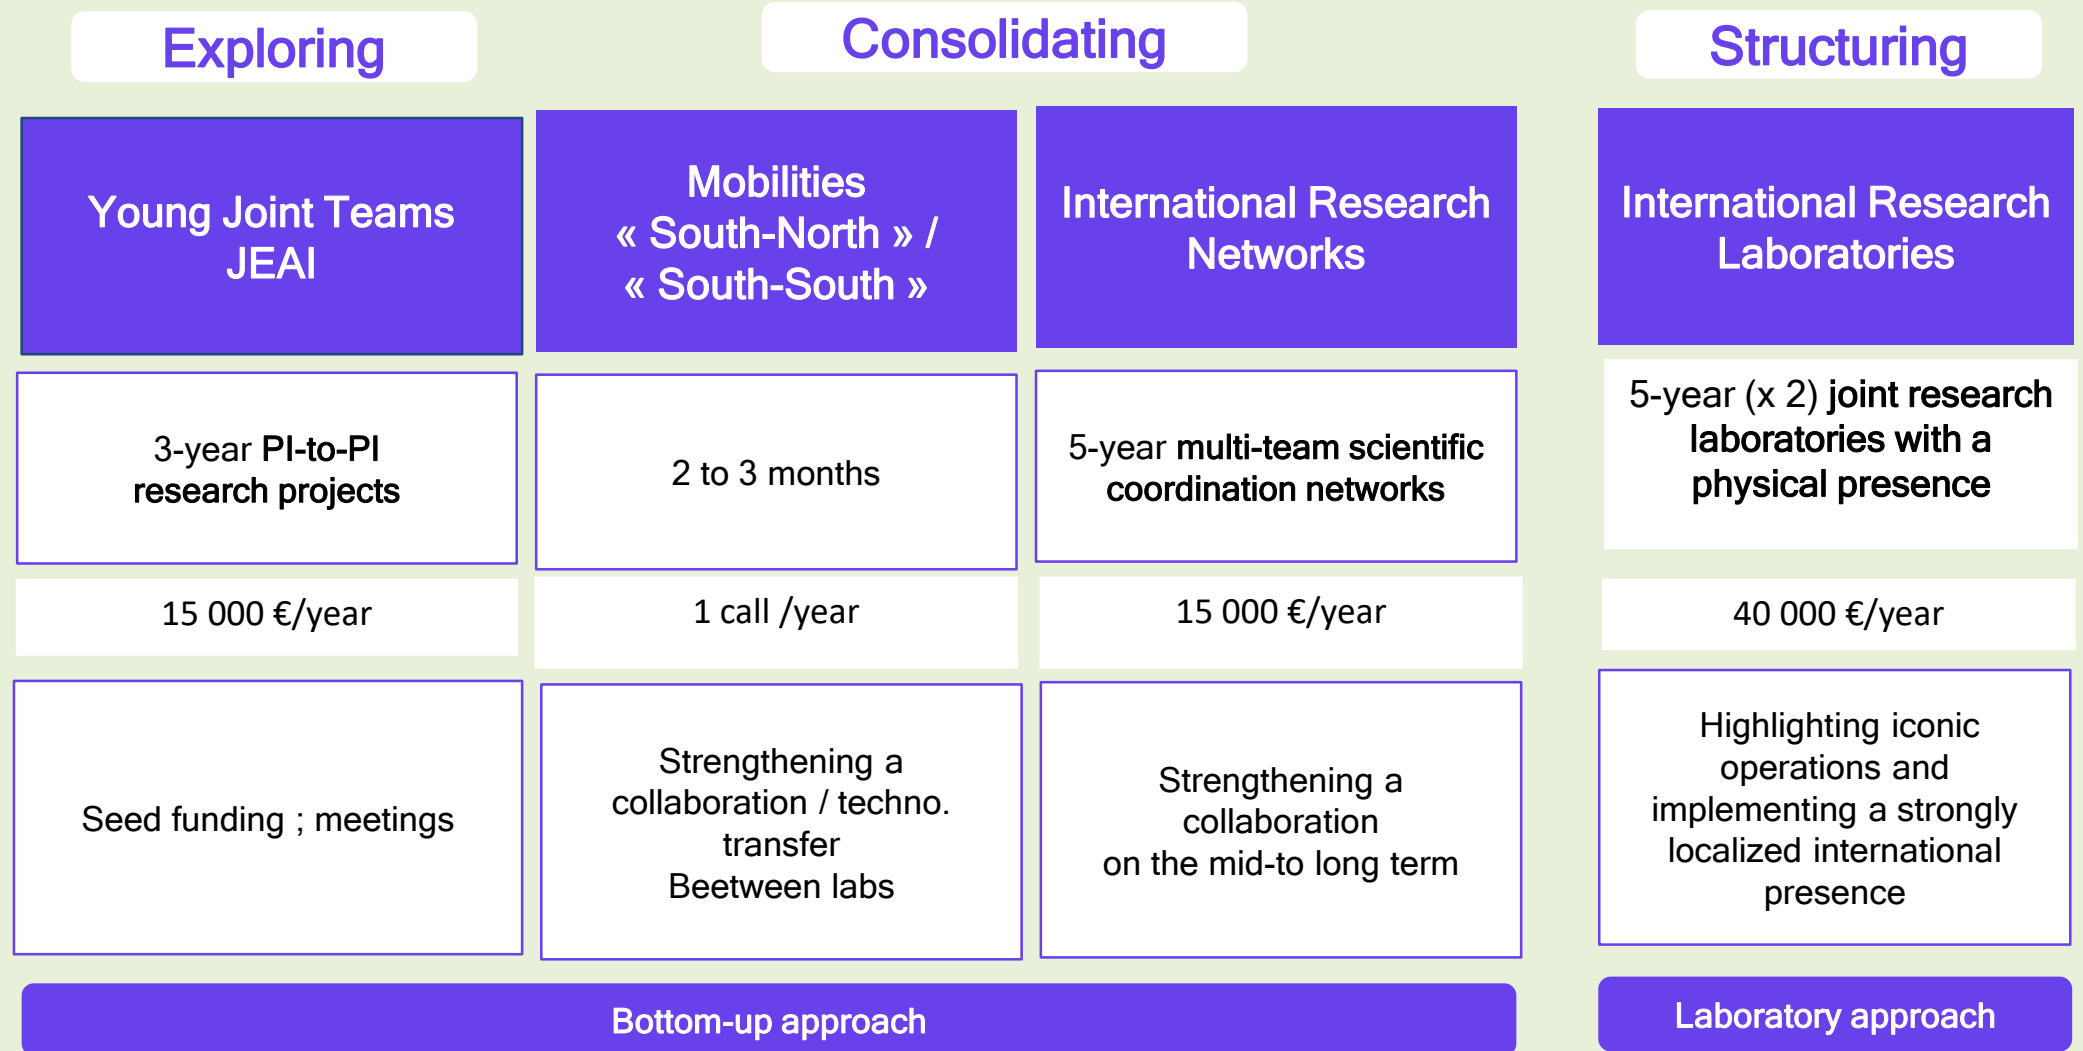 Exploring
Consolidating
Structuring
Young Joint Teams
JEAI
Mobilities
« South-North » /
« South-South »
International Research
Networks
International Research
Laboratories
3-year PI-to-PI
research projects
2 to 3 months
5-year multi-team scientific
coordination networks
5-year (x 2) joint research
laboratories with a
physical presence
15 000 €/year
1 call /year
15 000 €/year
40 000 €/year
Seed funding ; meetings
Strengthening a
collaboration / techno.
transfer
Beetween labs
Strengthening a
collaboration
on the mid-to long term
Highlighting iconic
operations and
implementing a strongly
localized international
presence
Bottom-up approach
Laboratory approach